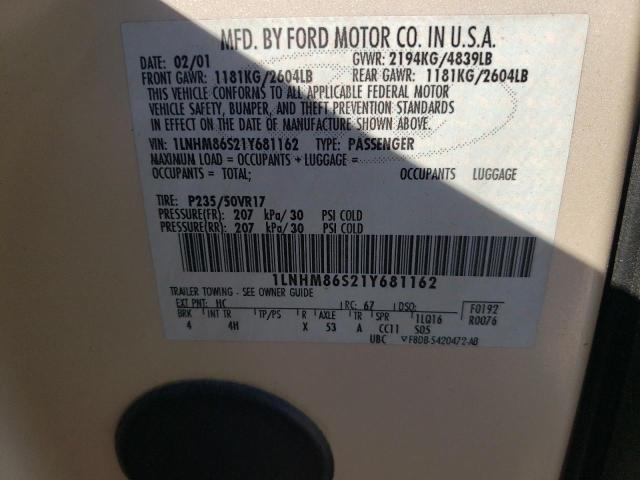 MFD. BY FORD MOTOR CO. IN U.S.A.
DATE: 02/01 GVWR: 2194KG/4839LB
FRONT GAWR: 1181KG/2604LB REAR GAWR: 1181KG/2604LB
THIS VEHICLE CONFORMS TO ALL APPLICABLE FEDERAL MOTOR
VEHICLE SAFETY, BUMPER, AND THEFT PREVENTION STANDARDS
IN EFFECT ON THE DATE OF MANUFACTURE SHOWN ABOVE.
VIN: 1LNHM86S21Y681162 TYPE: PASSENGER
MAXIMUM LOAD = OCCUPANTS + LUGGAGE =
OCCUPANTS = TOTAL; OCCUPANTS LUGGAGE
TIRE: P235/50VR17
PRESSURE(FR): 207 kPa/30 PSI COLD
PRESSURE(RR): 207 kPa/30 PSI COLD
1LNHM86S21Y681162
TRAILER TOWING - SEE OWNER GUIDE
EXT PNT: HC RC: 67 DSO: F0192
BRK INT TR TP/PS R AXLE TR SPR 1LQ16 R0076
4 4H X 53 A CC11 S05
UBC ▽F8DB-5420472-AB